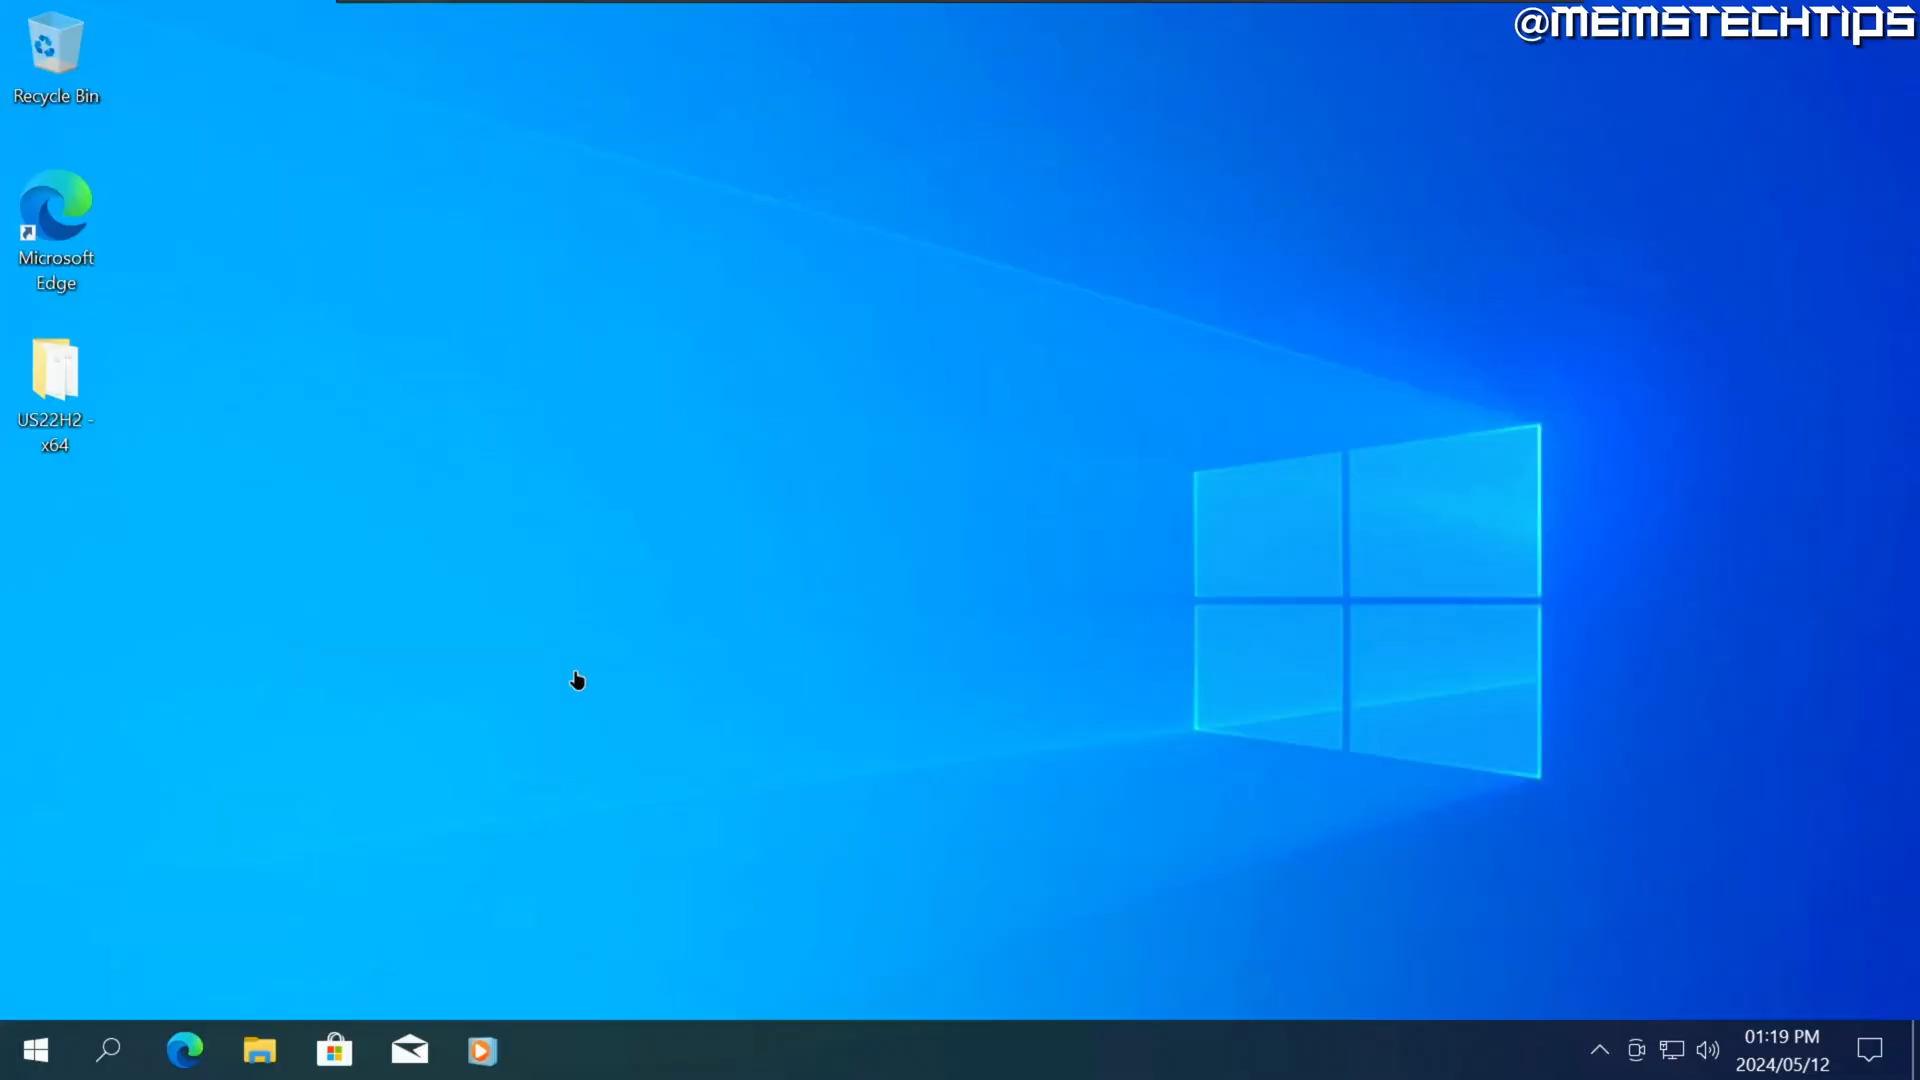 @MEMSTECHTIPS
Recycle Bin
Microsoft
Edge
US22H2 -
x64
01:19 PM
2024/05/12